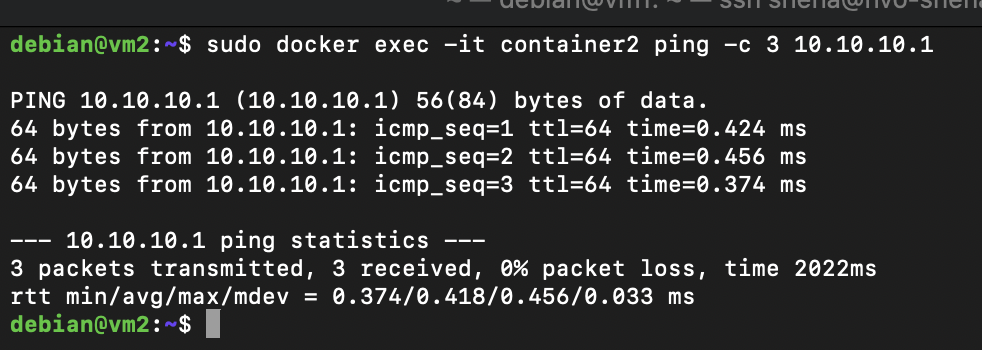 ~ — debian@vm1: ~ — ssh
debian@vm2:~$ sudo docker exec -it container2 ping -c 3 10.10.10.1
PING 10.10.10.1 (10.10.10.1) 56(84) bytes of data.
64 bytes from 10.10.10.1: icmp_seq=1 ttl=64 time=0.424 ms
64 bytes from 10.10.10.1: icmp_seq=2 ttl=64 time=0.456 ms
64 bytes from 10.10.10.1: icmp_seq=3 ttl=64 time=0.374 ms
--- 10.10.10.1 ping statistics ---
3 packets transmitted, 3 received, 0% packet loss, time 2022ms
rtt min/avg/max/mdev = 0.374/0.418/0.456/0.033 ms
debian@vm2:~$